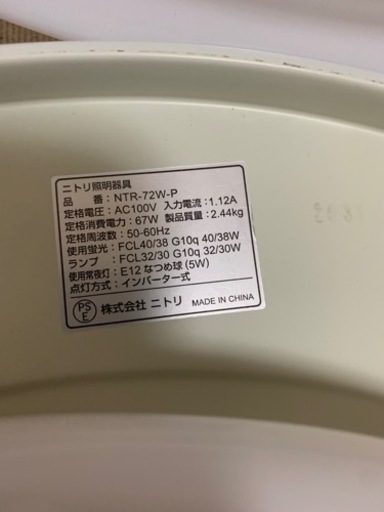 ニトリ照明器具
品 番：NTR-72W-P
定格電圧：AC100V 入力電流：1.12A
定格消費電力：67W 製品質量：2.44kg
定格周波数：50-60Hz
使用蛍光：FCL40/38 G10q 40/38W
ランプ ：FCL32/30 G10q 32/30W
使用常夜灯：E12 なつめ球(5W)
点灯方式：インバーター式
PS
E
株式会社 ニトリ MADE IN CHINA